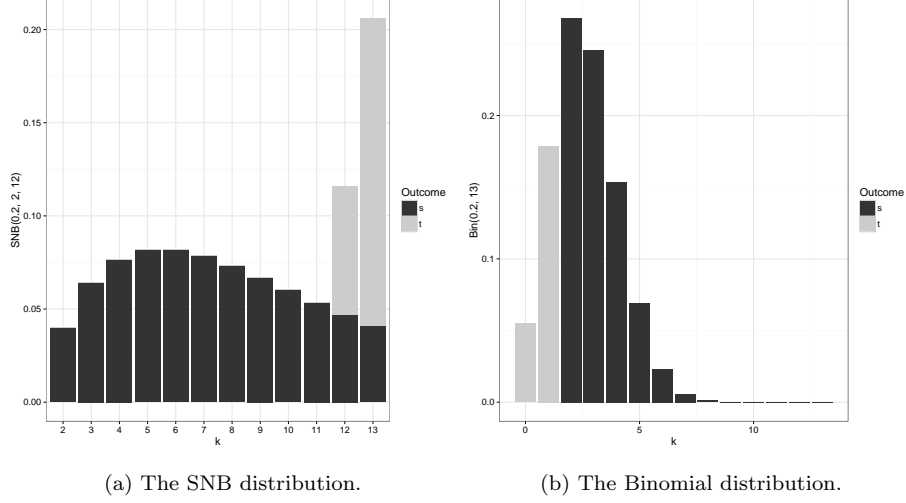 0.20
0.15
0.10
0.05
0.00
SNB(0.2, 2, 12)
2 3 4 5 6 7 8 9 10 11 12 13
k
Outcome
s
t
0.2
0.1
0.0
Bin(0.2, 13)
0 5 10
k
Outcome
s
t
(a) The SNB distribution.
(b) The Binomial distribution.